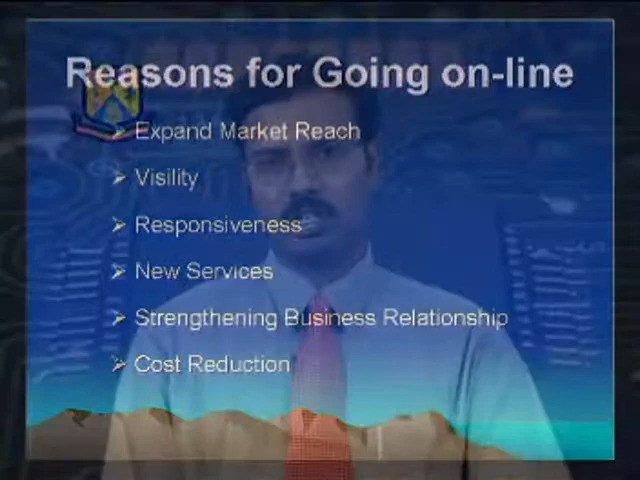 Reasons for Going on-line
Expand Market Reach
Visility
Responsiveness
New Services
Strengthening Business Relationship
Cost Reduction